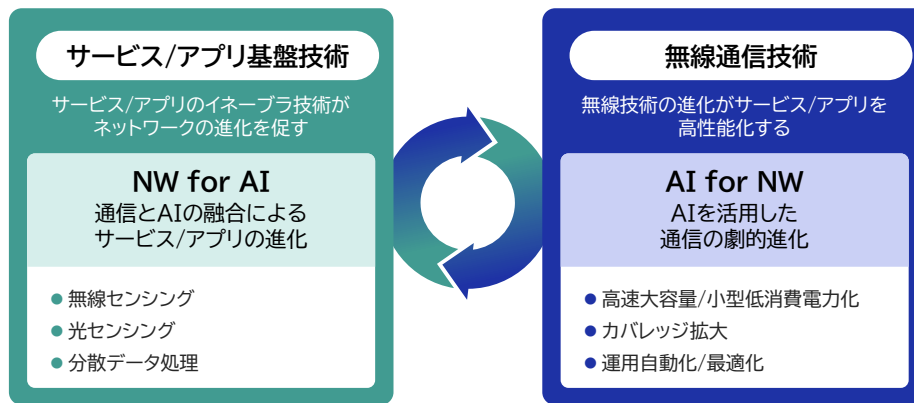 サービス/アプリ基盤技術
サービス/アプリのイネーブラ技術が
ネットワークの進化を促す
NW for AI
通信とAIの融合による
サービス/アプリの進化
● 無線センシング
● 光センシング
● 分散データ処理
無線通信技術
無線技術の進化がサービス/アプリを
高性能化する
AI for NW
AIを活用した
通信の劇的進化
● 高速大容量/小型低消費電力化
● カバレッジ拡大
● 運用自動化/最適化